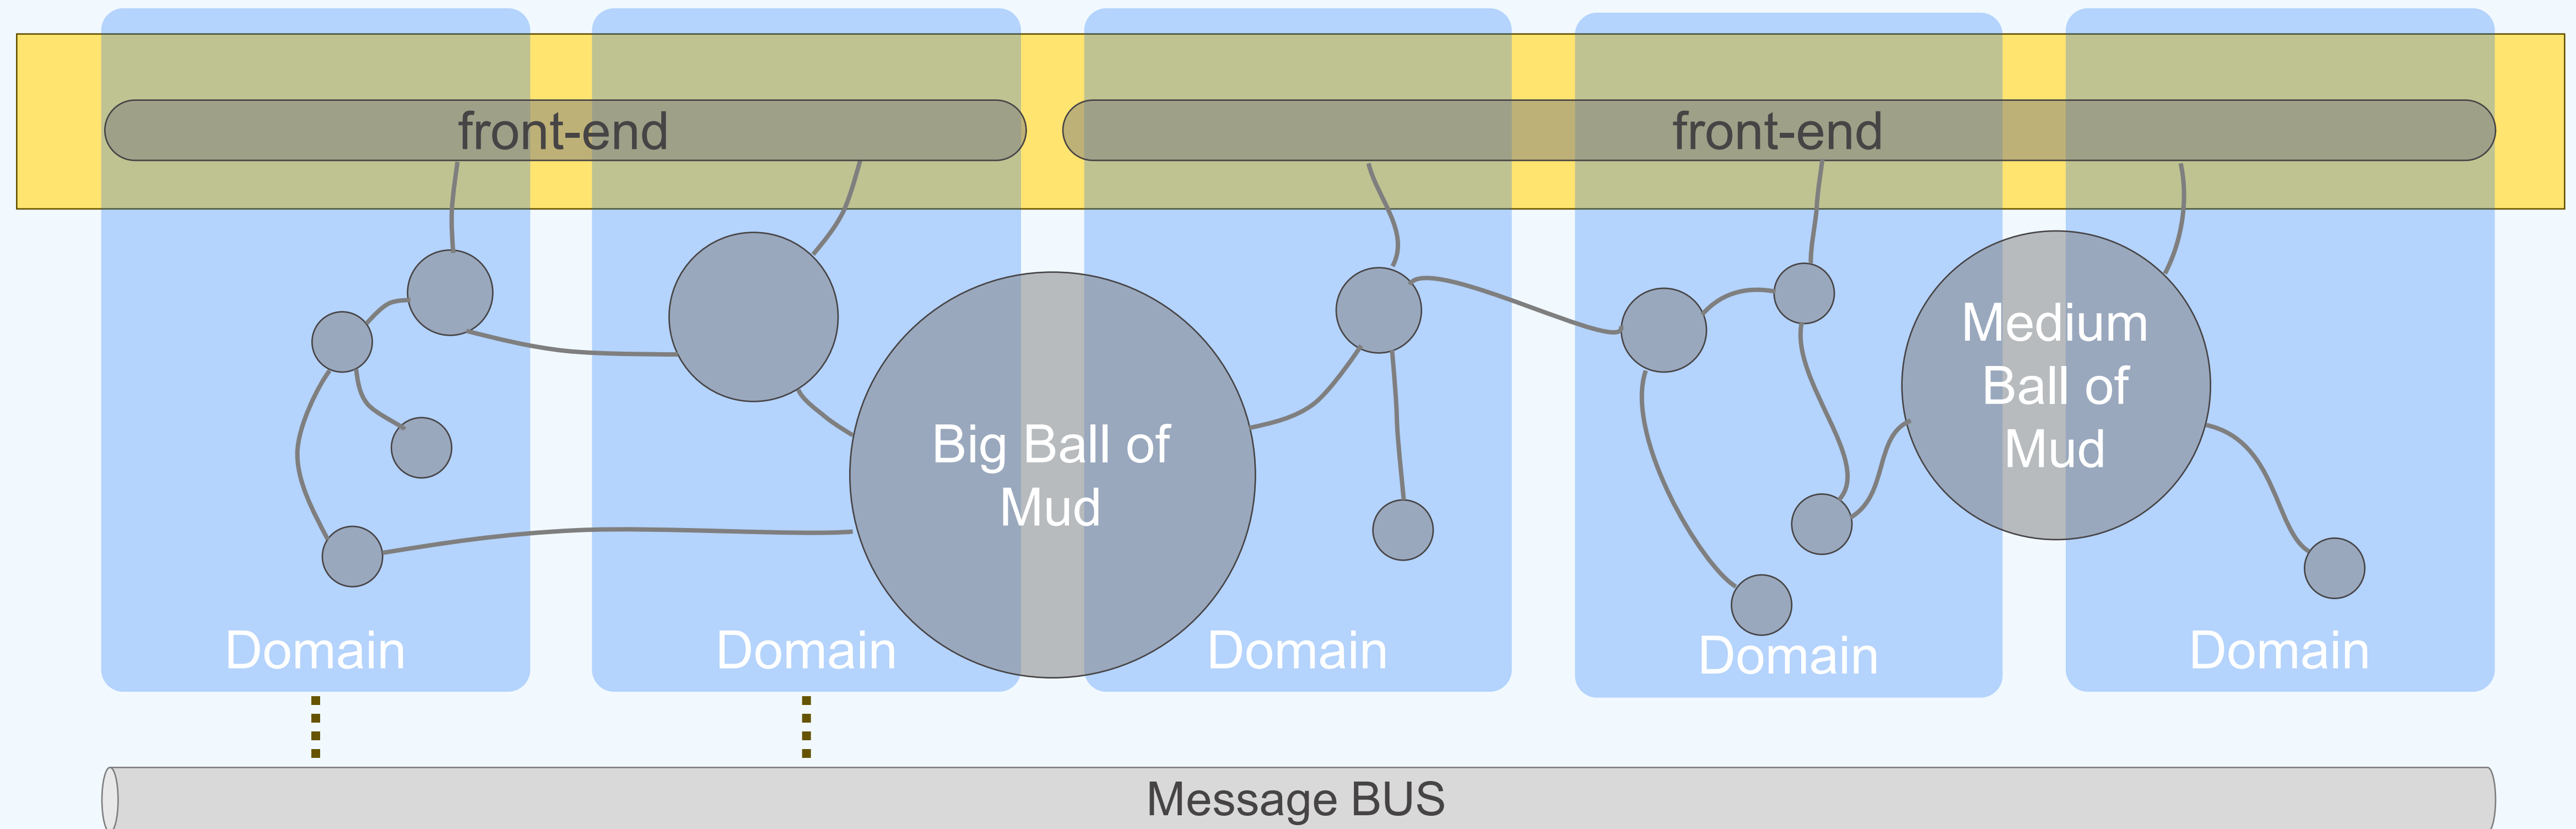 front-end
front-end
Big Ball of
Mud
Medium
Ball of
Mud
Domain
Domain
Domain
Domain
Domain
Message BUS